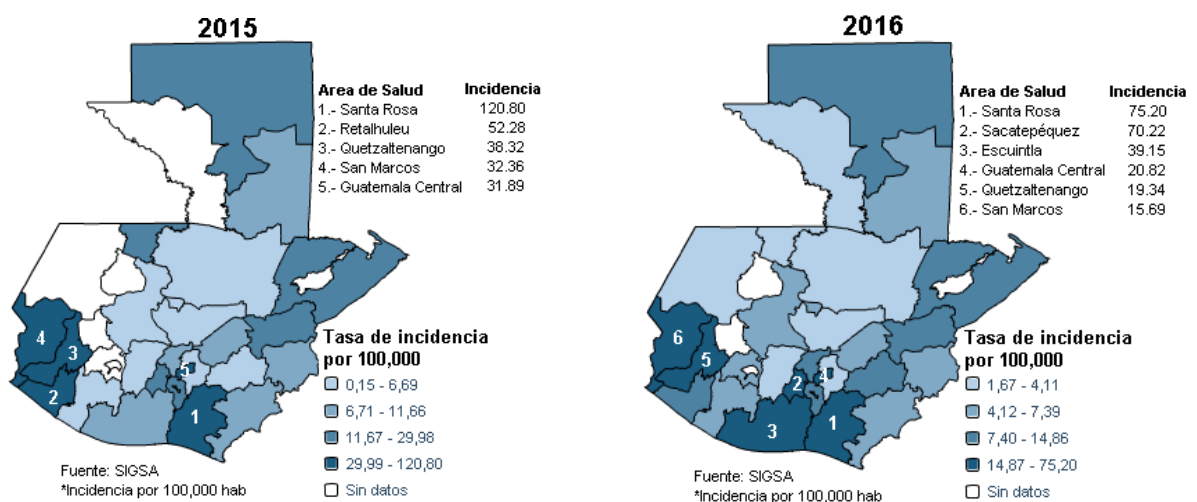 2015
Area de Salud Incidencia
1.- Santa Rosa 120.80
2.- Retalhuleu 52.28
3.- Quetzaltenango 38.32
4.- San Marcos 32.36
5.- Guatemala Central 31.89
4
3
2
5
1
Tasa de incidencia
por 100,000
0,15 - 6,69
6,71 - 11,66
11,67 - 29,98
29,99 - 120,80
Sin datos
Fuente: SIGSA
*Incidencia por 100,000 hab
2016
Area de Salud Incidencia
1.- Santa Rosa 75.20
2.- Sacatepéquez 70.22
3.- Escuintla 39.15
4.- Guatemala Central 20.82
5.- Quetzaltenango 19.34
6.- San Marcos 15.69
6
5
2
4
3
1
Tasa de incidencia
por 100,000
1,67 - 4,11
4,12 - 7,39
7,40 - 14,86
14,87 - 75,20
Sin datos
Fuente: SIGSA
*Incidencia por 100,000 hab